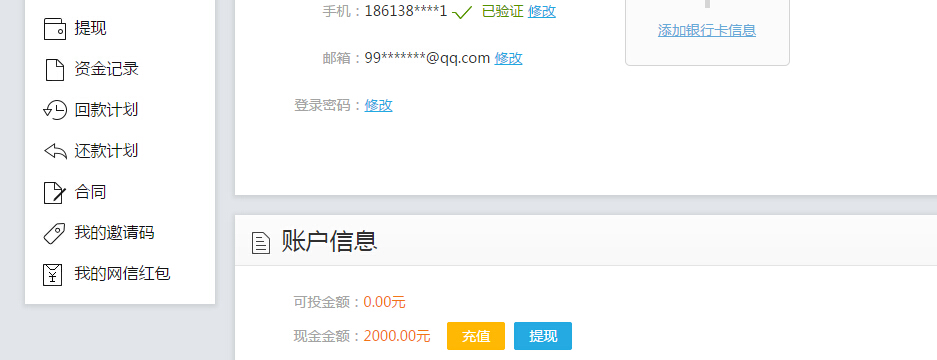 提现
资金记录
回款计划
还款计划
合同
我的邀请码
我的网信红包
手机：186138****1 已验证 修改
邮箱：99*******@qq.com 修改
登录密码：修改
添加银行卡信息
账户信息
可投金额：0.00元
现金金额：2000.00元 充值 提现